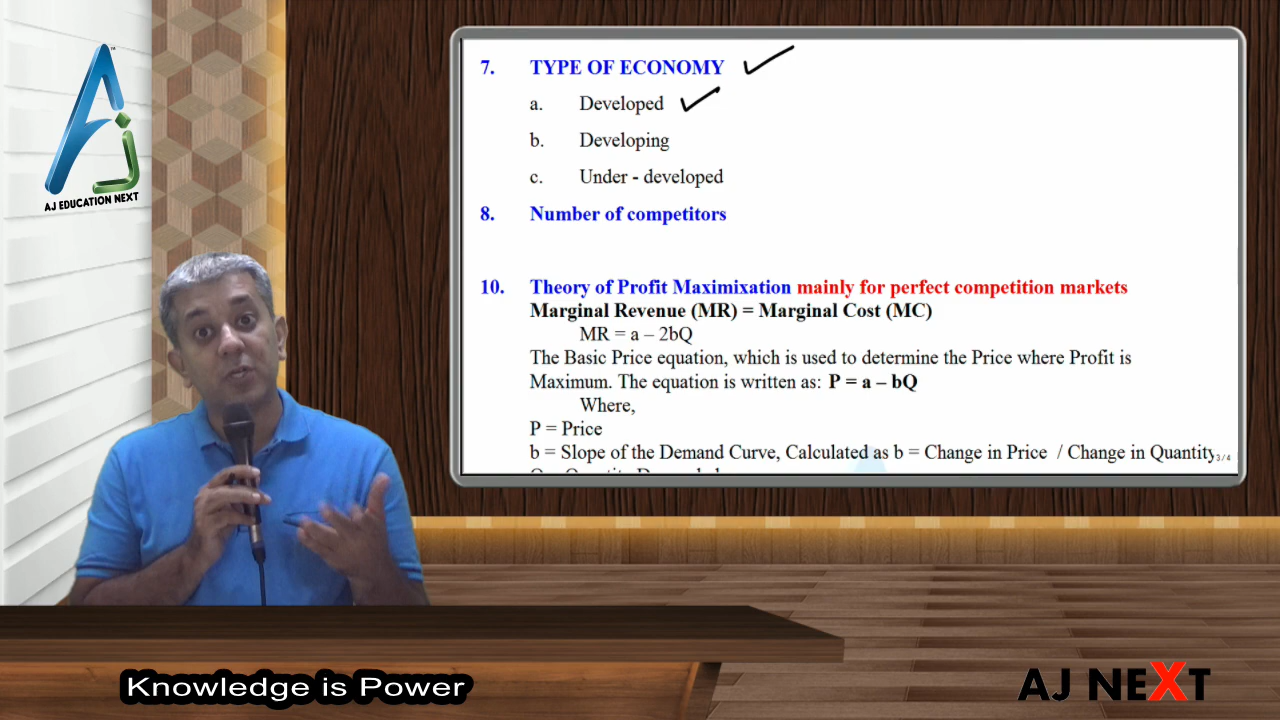 AJ EDUCATION NEXT
7. TYPE OF ECONOMY
a. Developed
b. Developing
c. Under - developed
8. Number of competitors
10. Theory of Profit Maximixation mainly for perfect competition markets
Marginal Revenue (MR) = Marginal Cost (MC)
MR = a – 2bQ
The Basic Price equation, which is used to determine the Price where Profit is
Maximum. The equation is written as: P = a – bQ
Where,
P = Price
b = Slope of the Demand Curve, Calculated as b = Change in Price / Change in Quantity
3/4
Knowledge is Power
AJ NEXT